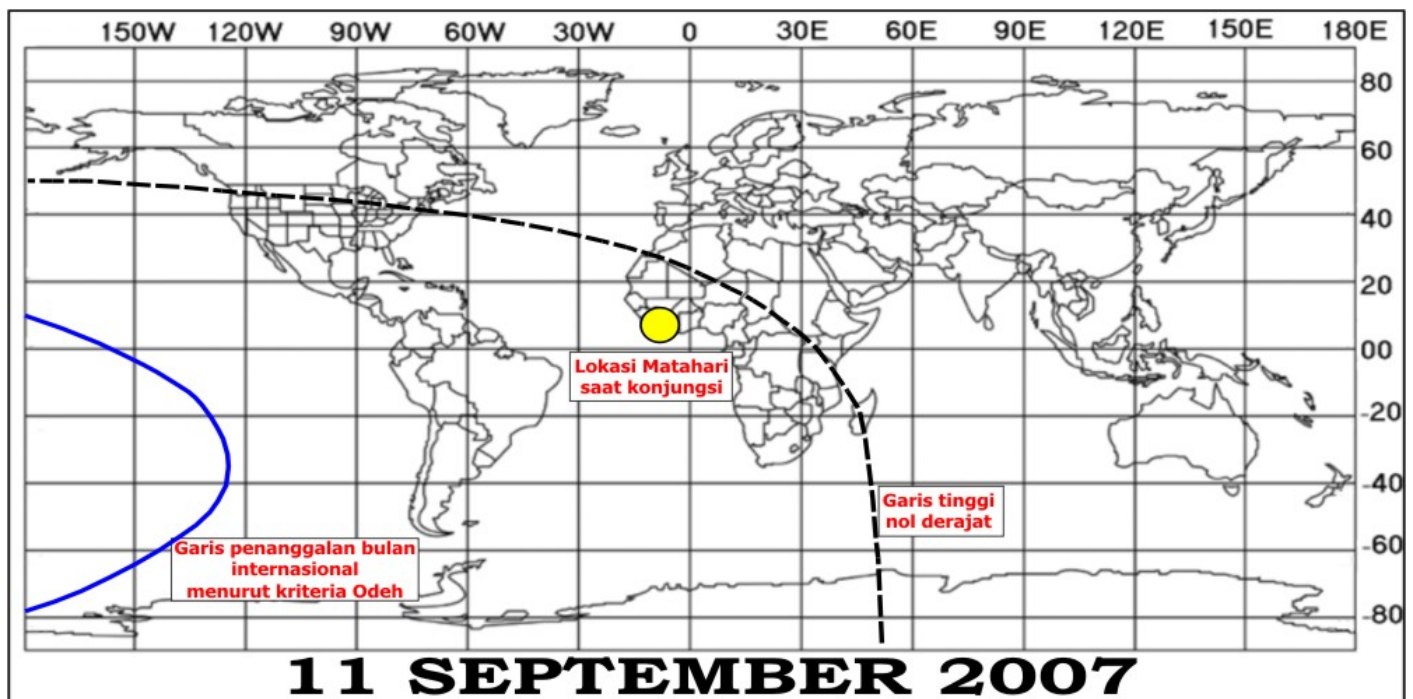 150W 120W 90W 60W 30W 0 30E 60E 90E 120E 150E 180E
80
60
40
20
00
-20
-40
-60
-80
Lokasi Matahari
saat konjungsi
Garis tinggi
nol derajat
Garis penanggalan bulan
internasional
menurut kriteria Odeh
11 SEPTEMBER 2007